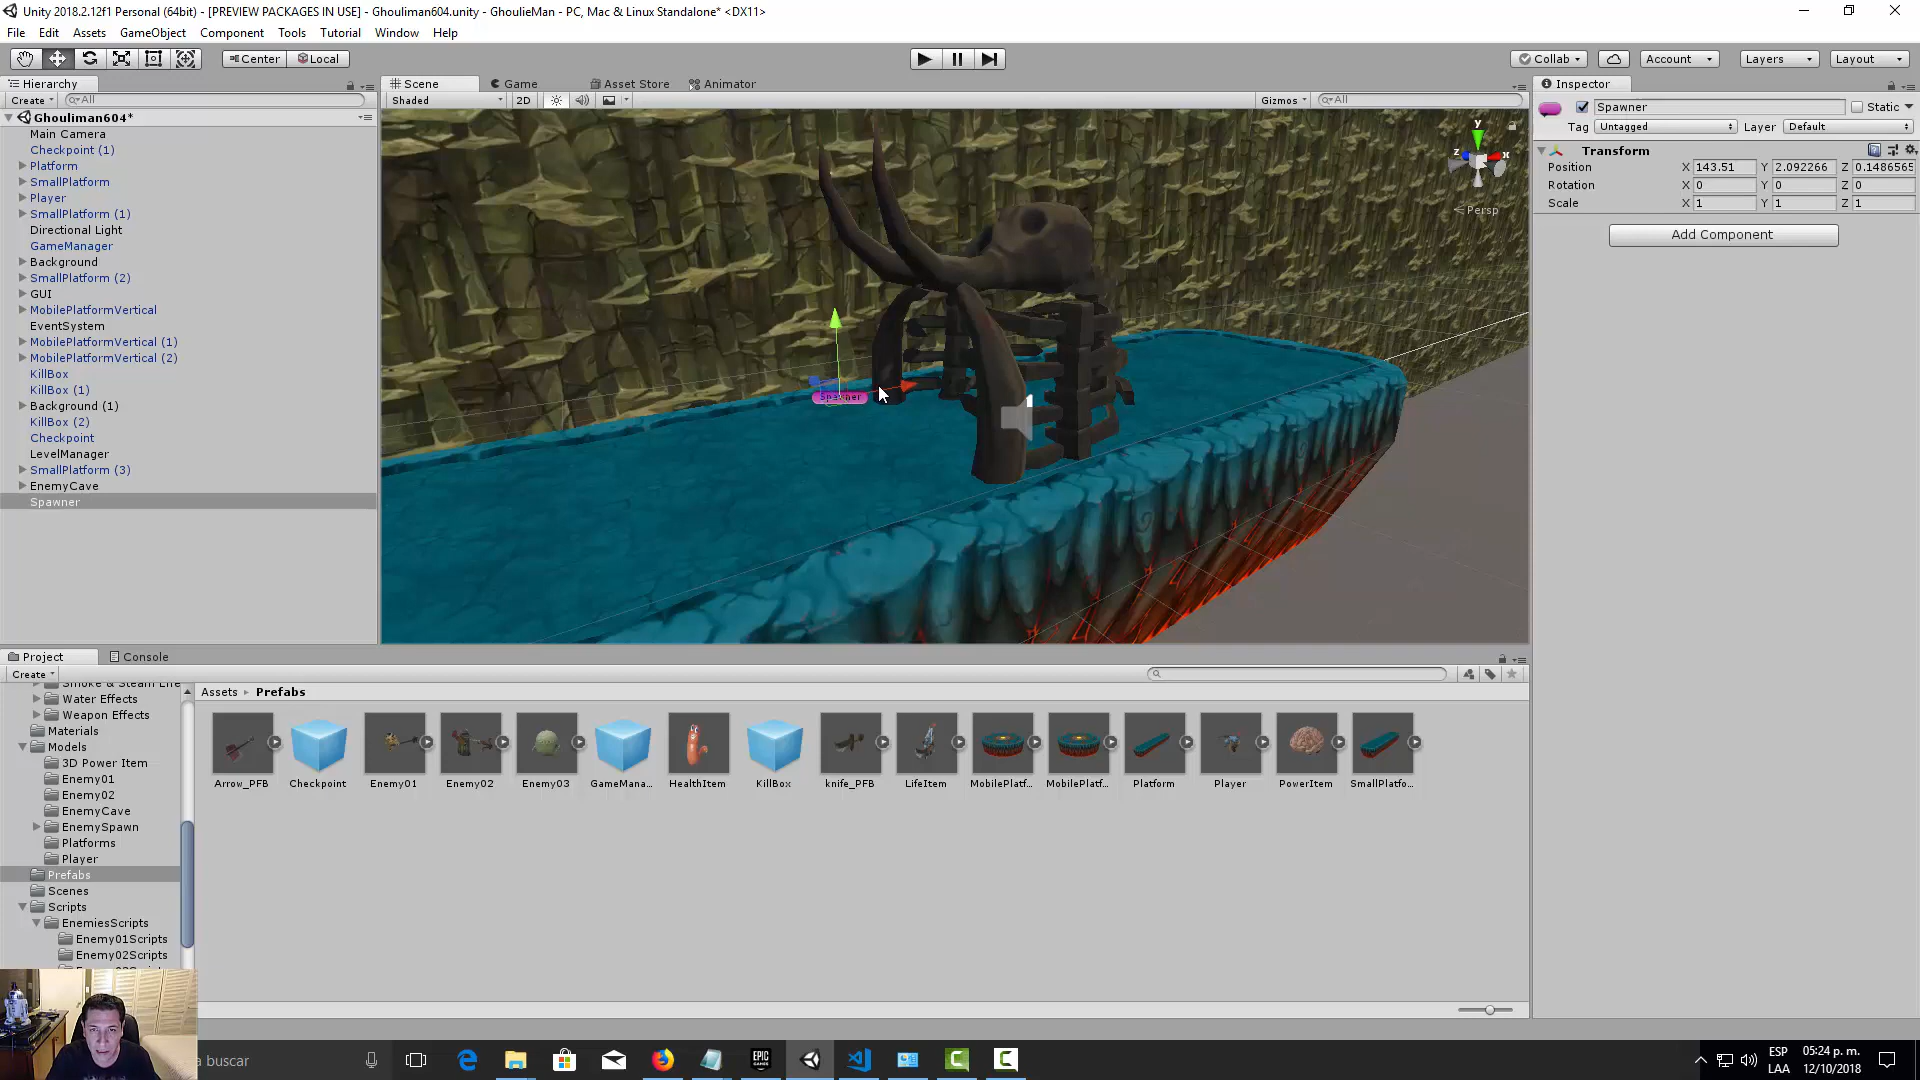 Unity 2018.2.12f1 Personal (64bit) - [PREVIEW PACKAGES IN USE] - Ghouliman604.unity - GhoulieMan - PC, Mac & Linux Standalone* <DX11>
File Edit Assets GameObject Component Tools Tutorial Window Help
Center Local Collab Account Layers Layout
Hierarchy
Create All
Ghouliman604*
Main Camera
Checkpoint (1)
Platform
SmallPlatform
Player
SmallPlatform (1)
Directional Light
GameManager
Background
SmallPlatform (2)
GUI
MobilePlatformVertical
EventSystem
MobilePlatformVertical (1)
MobilePlatformVertical (2)
KillBox
KillBox (1)
Background (1)
KillBox (2)
Checkpoint
LevelManager
SmallPlatform (3)
EnemyCave
Spawner
Scene Game Asset Store Animator
Shaded 2D Gizmos All
y
z x
Persp
Spawner
Inspector
Spawner Static
Tag Untagged Layer Default
Transform
Position X 143.51 Y 2.092266 Z 0.1486565
Rotation X 0 Y 0 Z 0
Scale X 1 Y 1 Z 1
Add Component
Project Console
Create
Water Effects
Weapon Effects
Materials
Models
3D Power Item
Enemy01
Enemy02
EnemyCave
EnemySpawn
Platforms
Player
Prefabs
Scenes
Scripts
EnemiesScripts
Enemy01Scripts
Enemy02Scripts
Assets Prefabs
Arrow_PFB Checkpoint Enemy01 Enemy02 Enemy03 GameMana... HealthItem KillBox knife_PFB LifeItem MobilePlatf... MobilePlatf... Platform Player PowerItem SmallPlatfo...
a buscar
EPIC GAMES
ESP
LAA
05:24 p. m.
12/10/2018